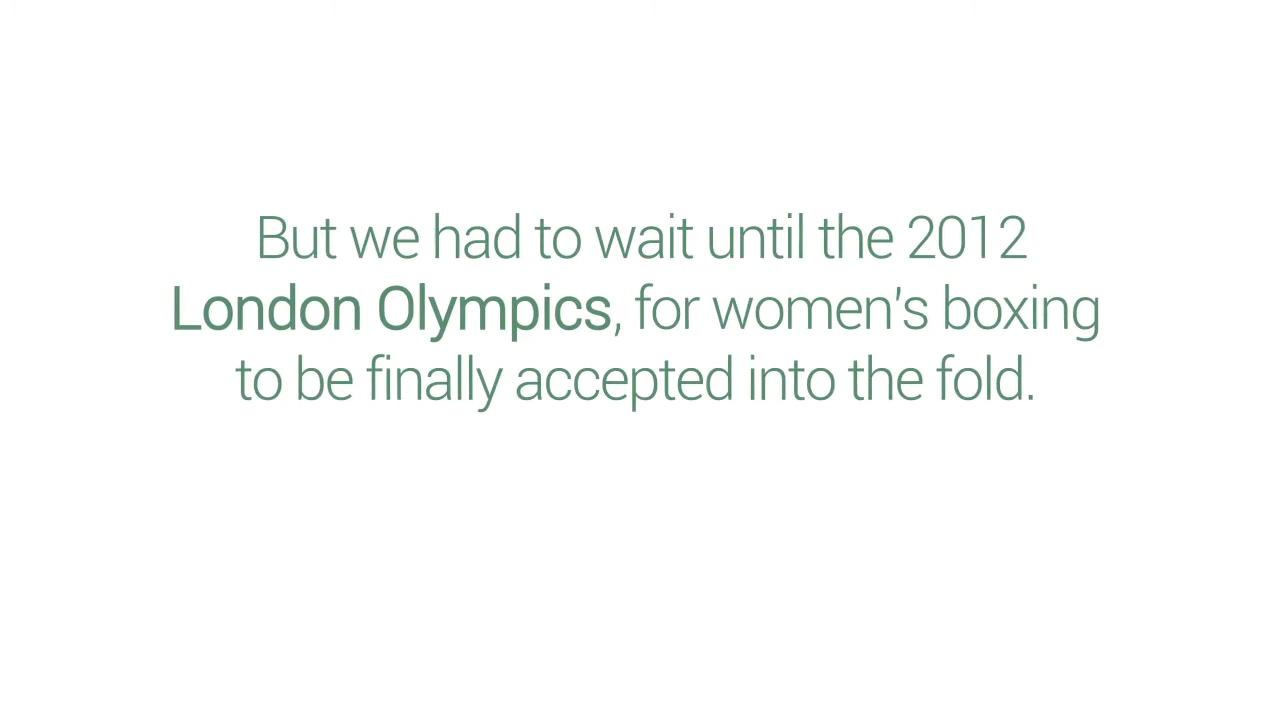 But we had to wait until the 2012
London Olympics, for women's boxing
to be finally accepted into the fold.